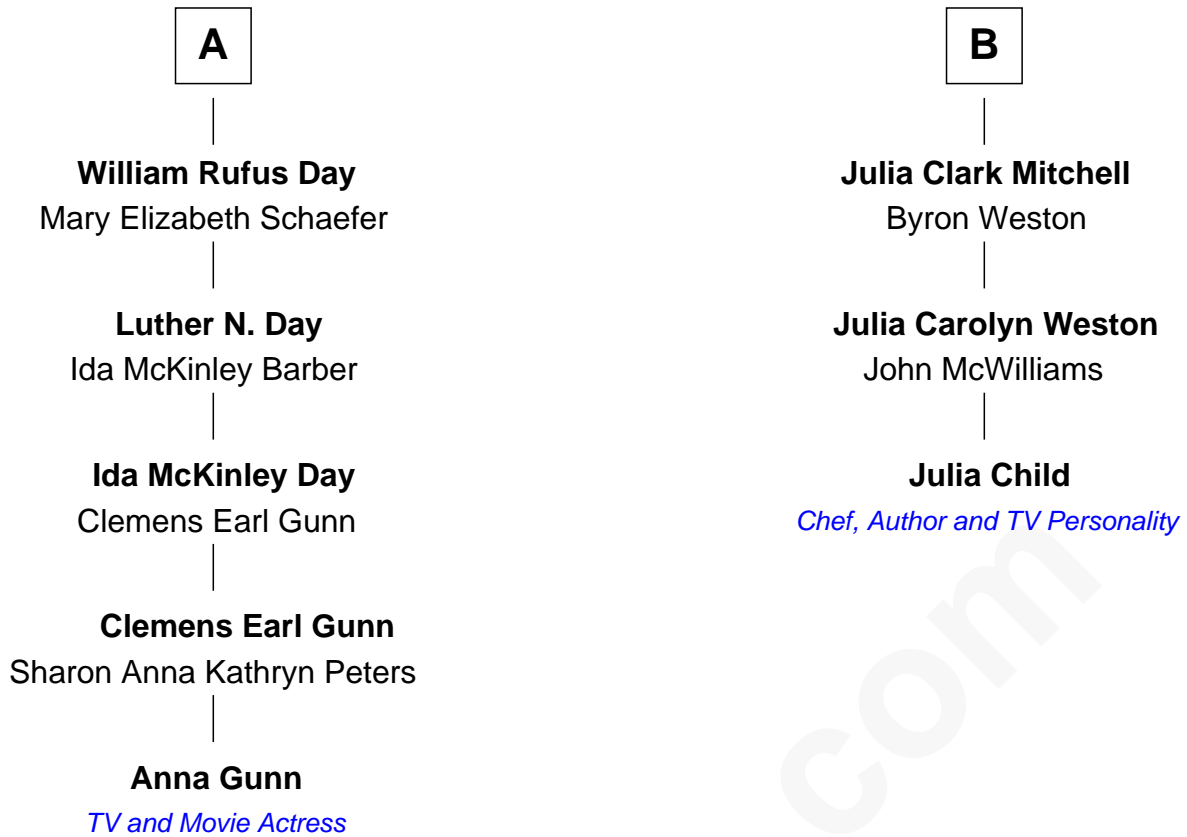 A
William Rufus Day
Mary Elizabeth Schaefer
Luther N. Day
Ida McKinley Barber
Ida McKinley Day
Clemens Earl Gunn
Clemens Earl Gunn
Sharon Anna Kathryn Peters
Anna Gunn
TV and Movie Actress
B
Julia Clark Mitchell
Byron Weston
Julia Carolyn Weston
John McWilliams
Julia Child
Chef, Author and TV Personality
com